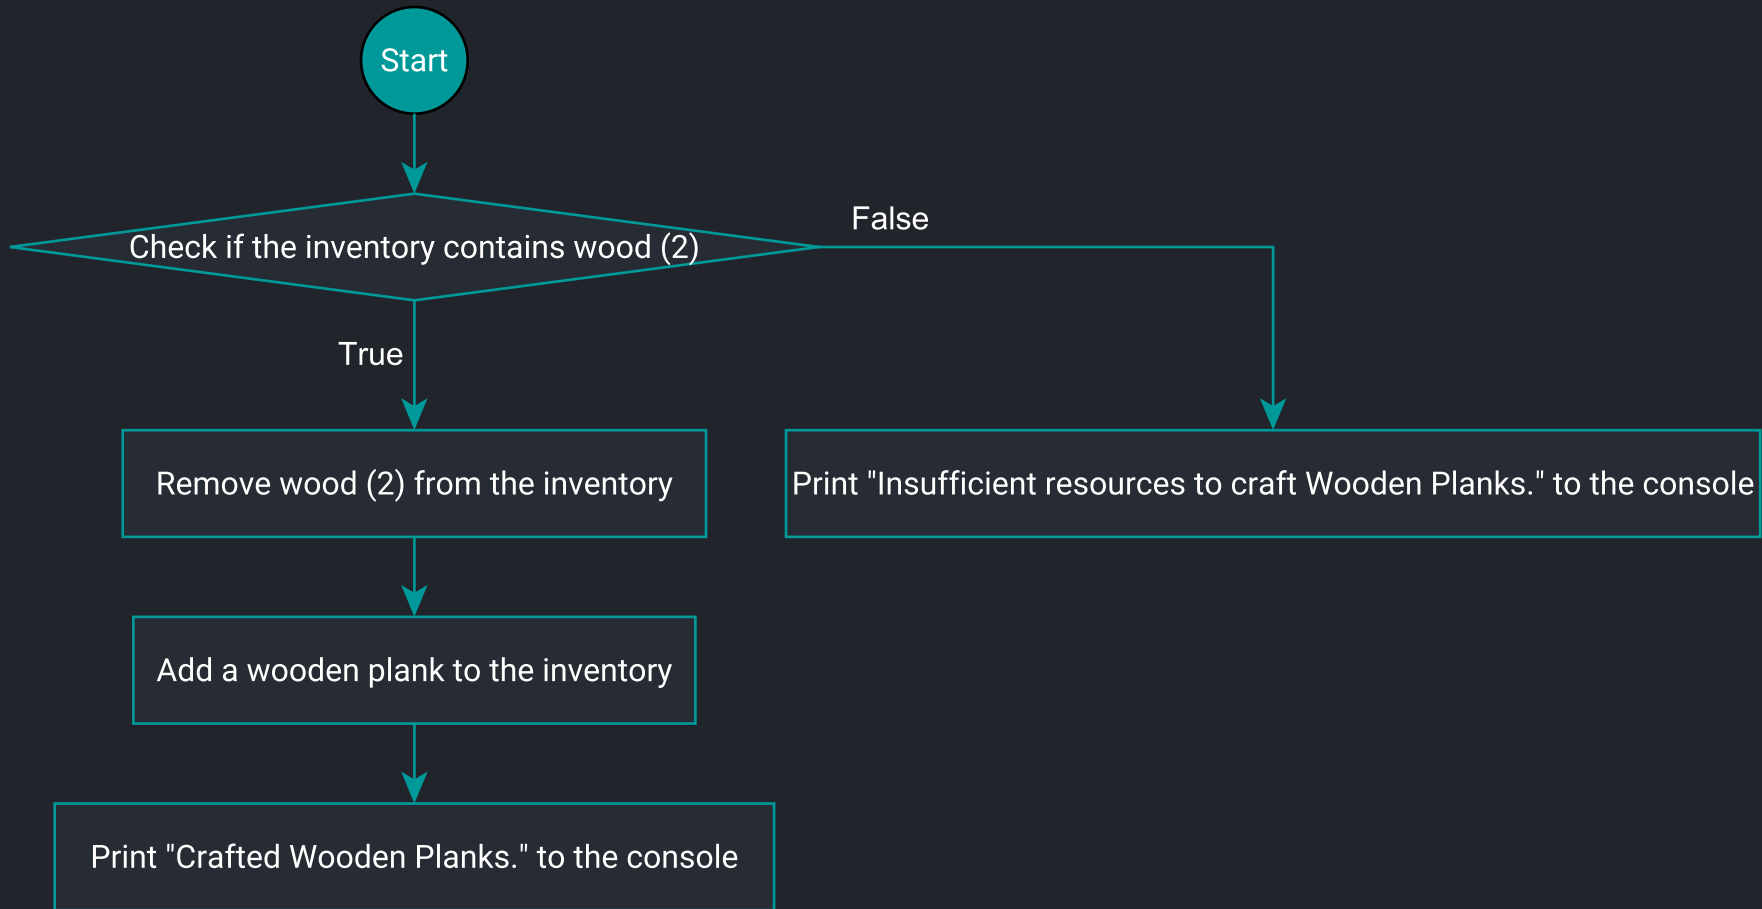 Start
Check if the inventory contains wood (2)
False
True
Remove wood (2) from the inventory
Print "Insufficient resources to craft Wooden Planks." to the console
Add a wooden plank to the inventory
Print "Crafted Wooden Planks." to the console